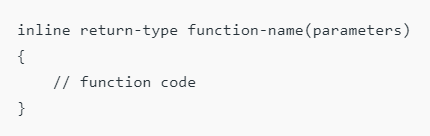 inline return-type function-name(parameters)
{
    // function code
}